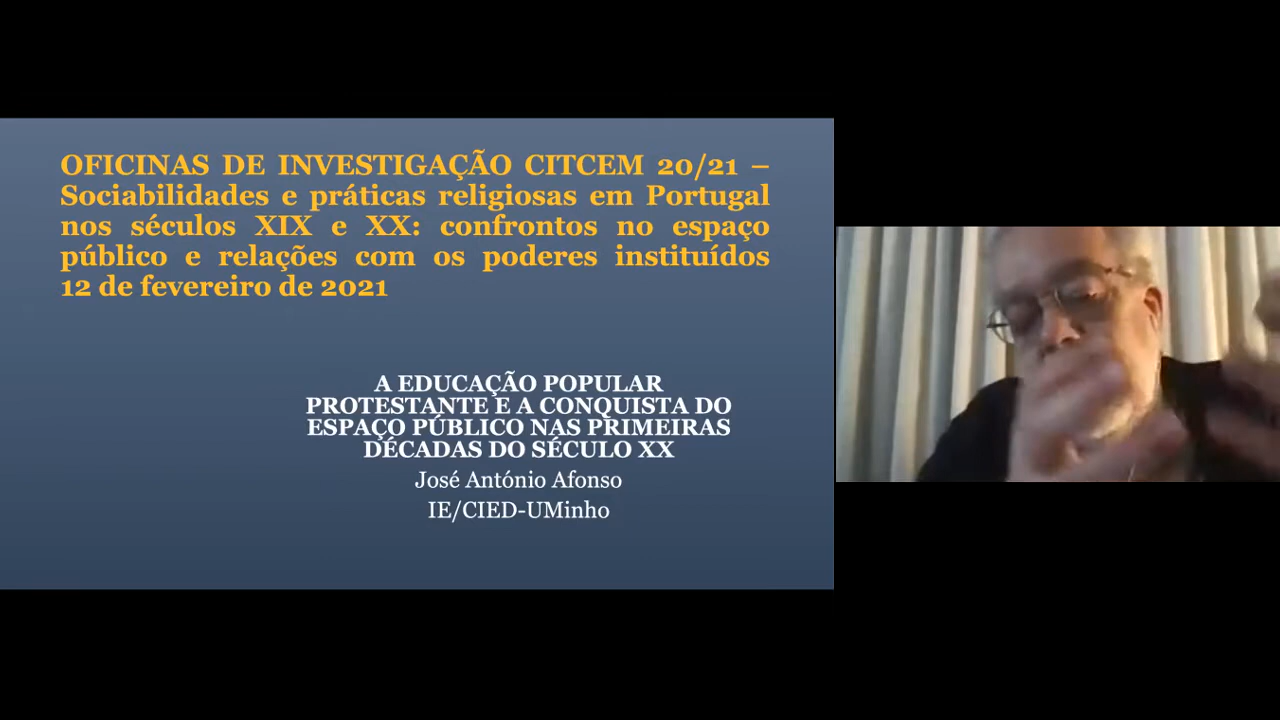 OFICINAS DE INVESTIGAÇÃO CITCEM 20/21 –
Sociabilidades e práticas religiosas em Portugal
nos séculos XIX e XX: confrontos no espaço
público e relações com os poderes instituídos
12 de fevereiro de 2021
A EDUCAÇÃO POPULAR
PROTESTANTE E A CONQUISTA DO
ESPAÇO PÚBLICO NAS PRIMEIRAS
DÉCADAS DO SÉCULO XX
José António Afonso
IE/CIED-UMinho